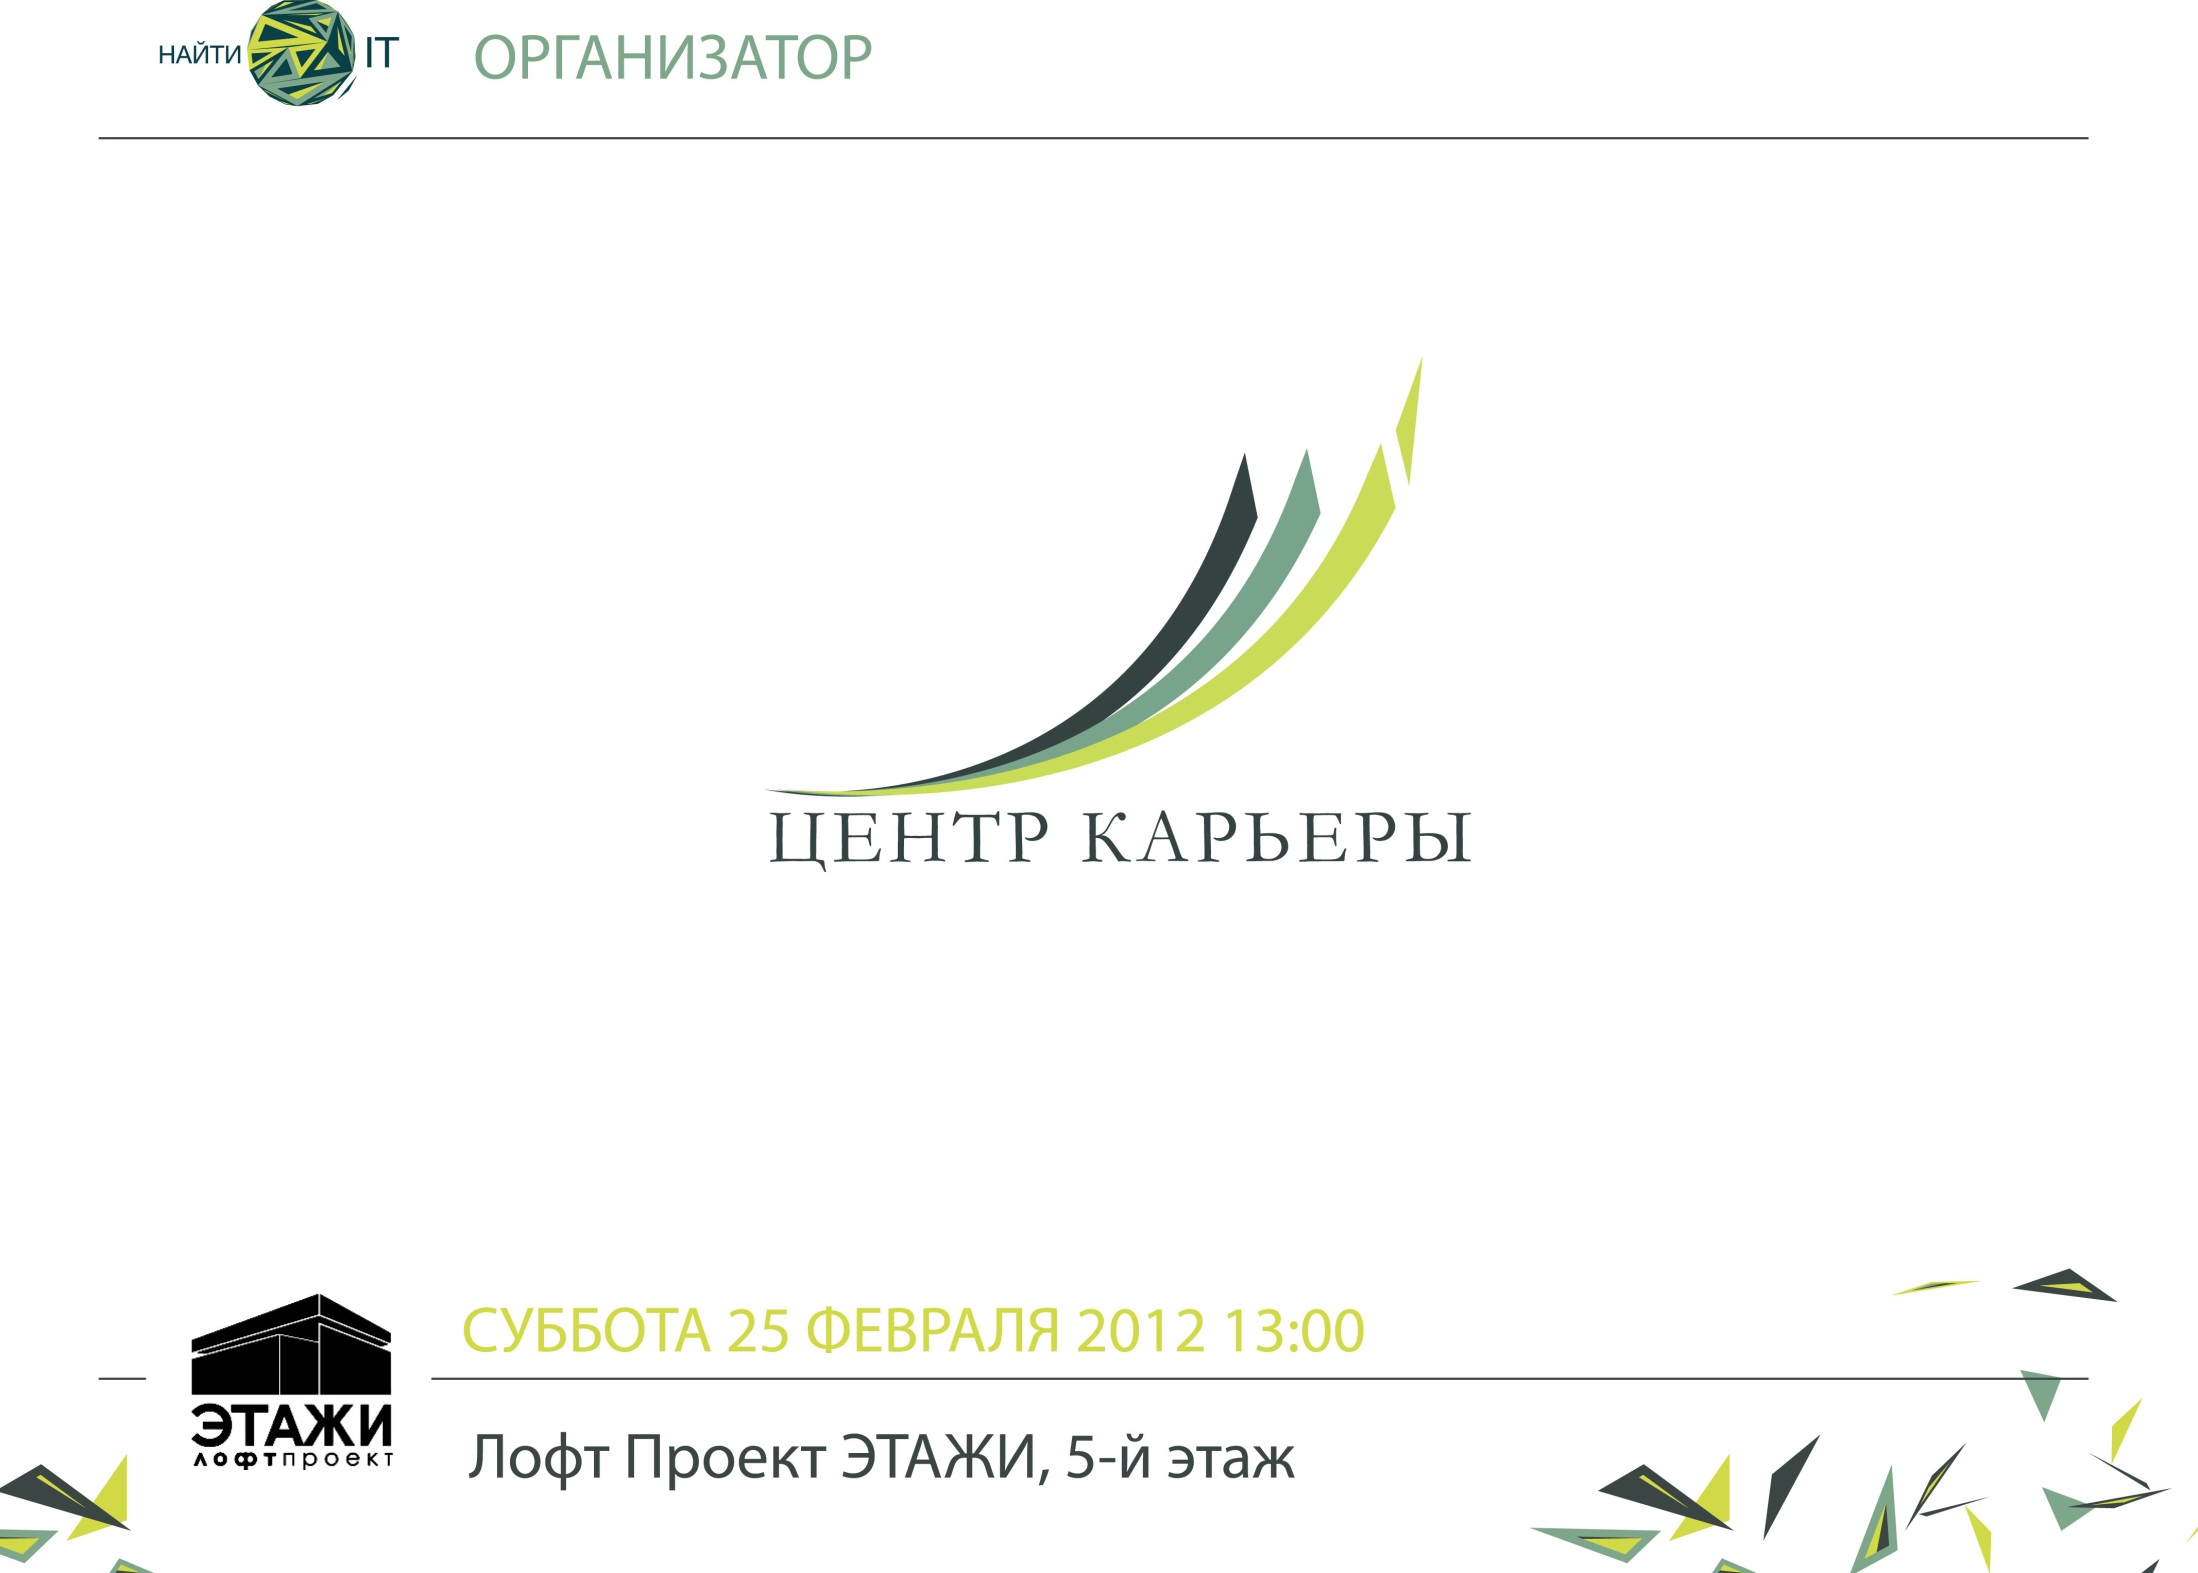 НАЙТИ IT
ОРГАНИЗАТОР
ЦЕНТР КАРЬЕРЫ
СУББОТА 25 ФЕВРАЛЯ 2012 13:00
ЭТАЖИ
лофтпроект
Лофт Проект ЭТАЖИ, 5-й этаж